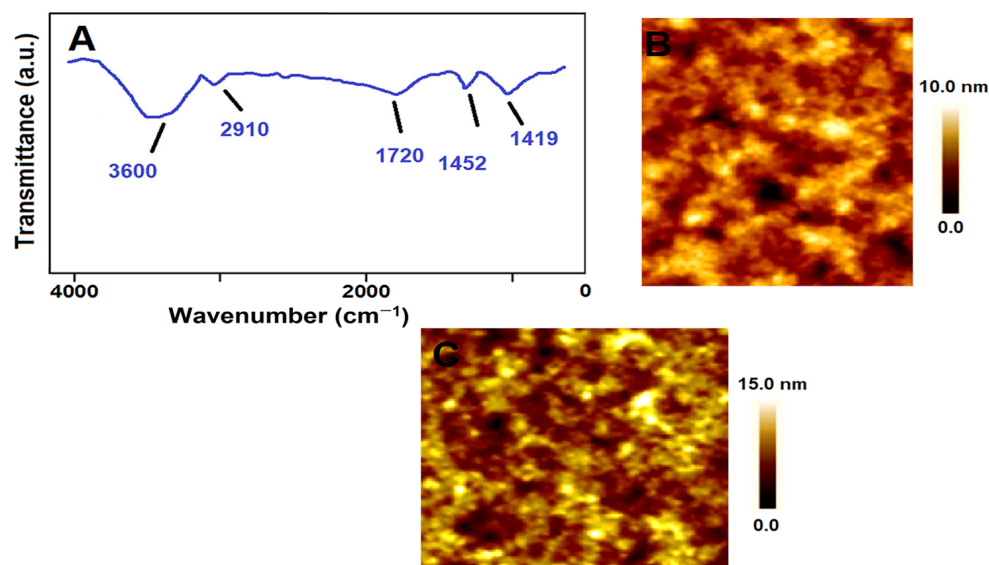 A
Transmittance (a.u.)
3600
2910
1720
1452
1419
4000
2000
0
Wavenumber (cm⁻¹)
B
10.0 nm
0.0
C
15.0 nm
0.0